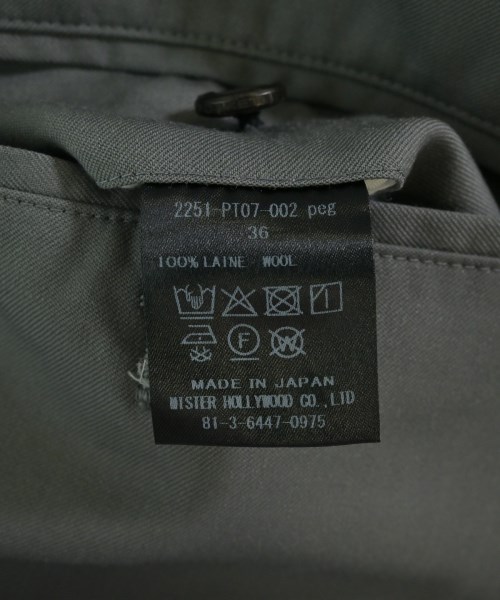 2251-PT07-002 peg
36
100% LAINE WOOL
F
W
MADE IN JAPAN
MISTER HOLLYWOOD CO.,LTD
81-3-6447-0975